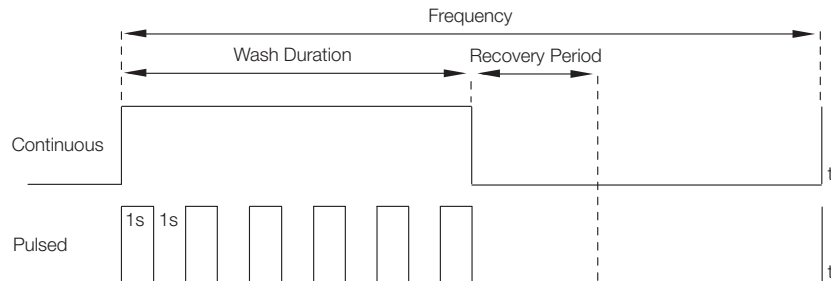 Frequency
Wash Duration
Recovery Period
Continuous
t
1s 1s
Pulsed
t